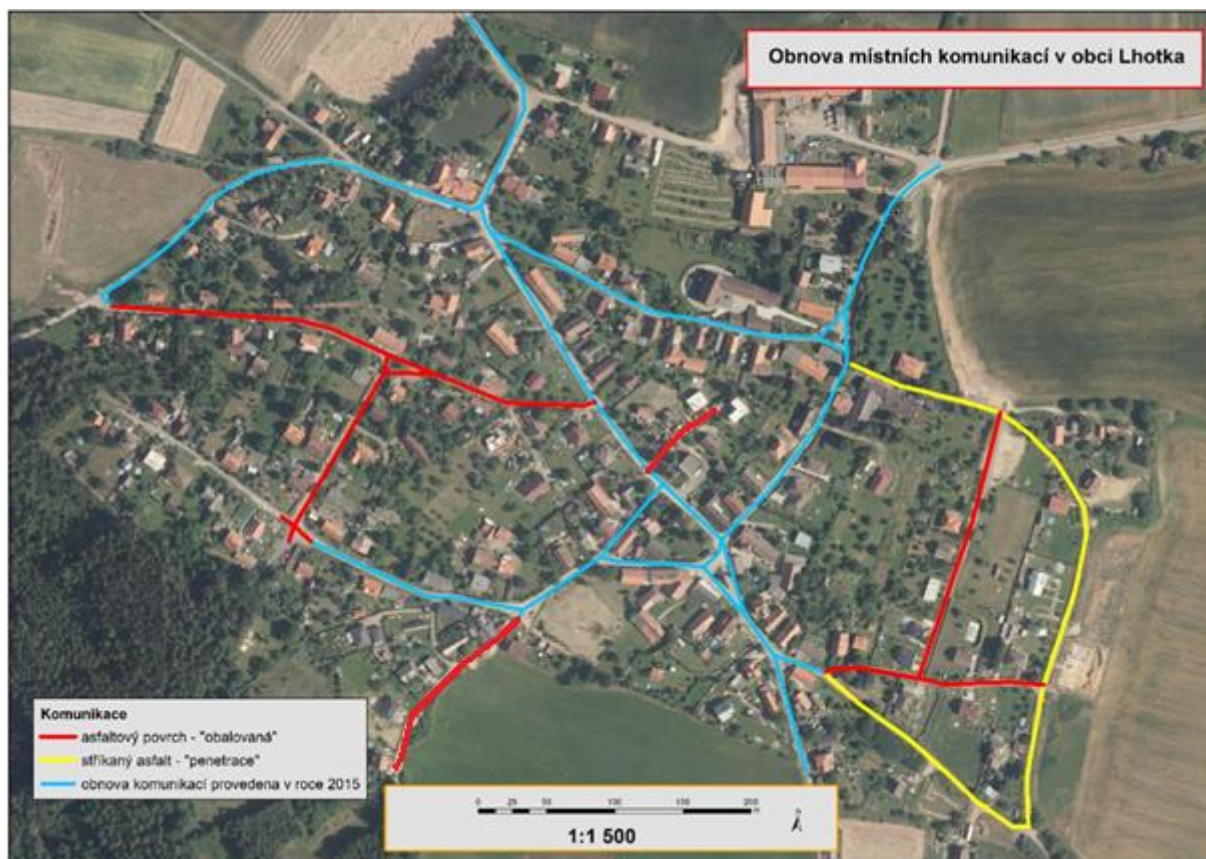 Obnova místních komunikací v obci Lhotka
Komunikace
asfaltový povrch - "obalovaná"
stříkaný asfalt - "penetrace"
obnova komunikací provedena v roce 2015
0 25 50 100 150 200
m
1:1 500